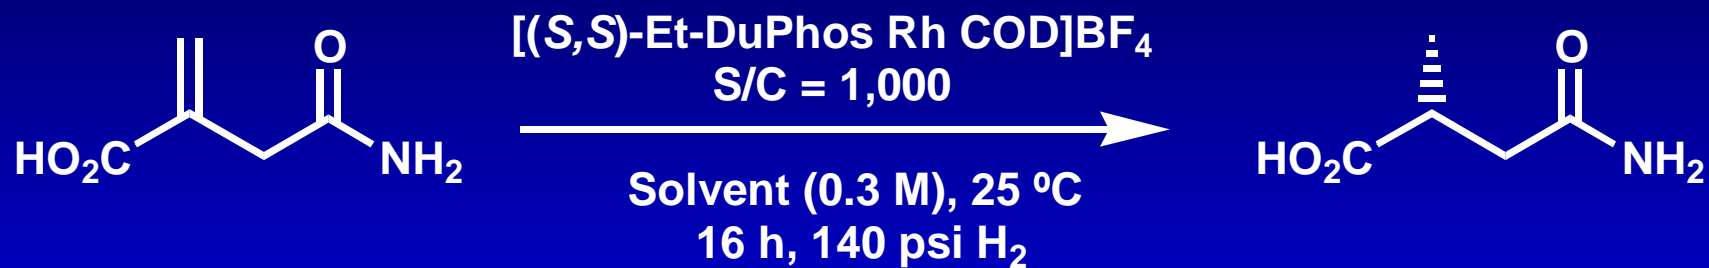 [(S,S)-Et-DuPhos Rh COD]BF₄
S/C = 1,000
O
HO₂C
NH₂
Solvent (0.3 M), 25 ºC
16 h, 140 psi H₂
O
HO₂C
NH₂